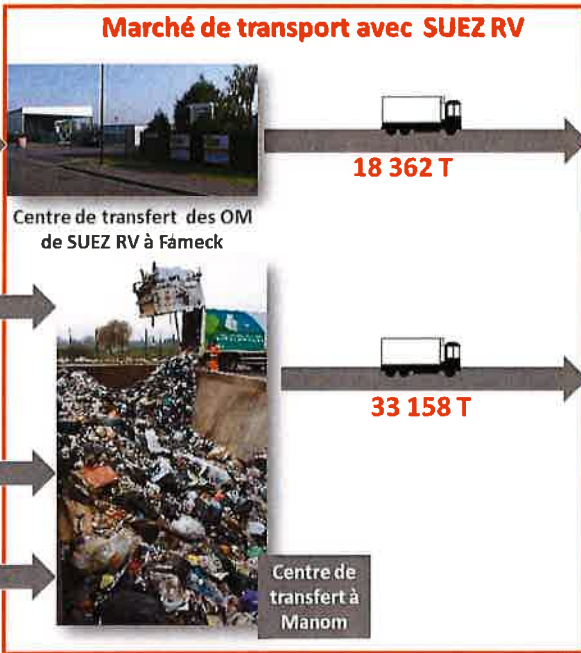 Marché de transport avec SUEZ RV
18 362 T
Centre de transfert des OM
de SUEZ RV à Fameck
33 158 T
Centre de
transfert à
Manom